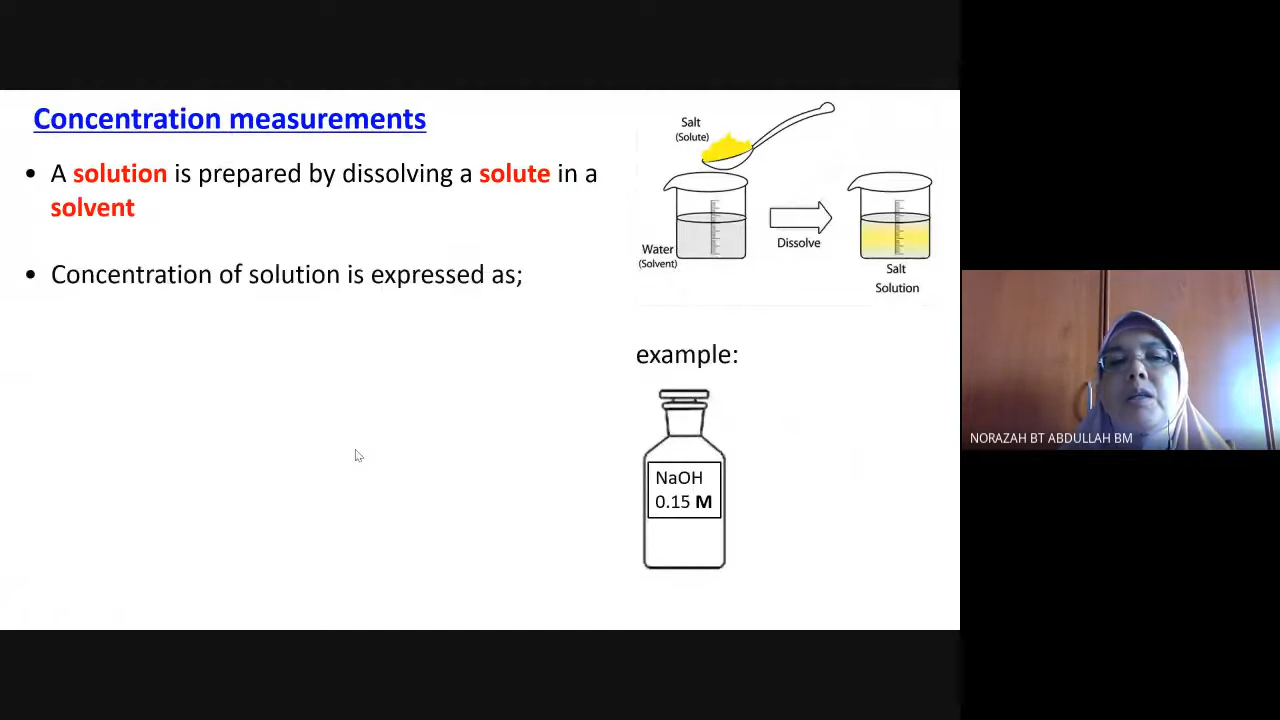 Concentration measurements
• A solution is prepared by dissolving a solute in a
solvent
• Concentration of solution is expressed as;
Salt
(Solute)
Water
(Solvent)
Dissolve
Salt
Solution
example:
NaOH
0.15 M
NORAZAH BT ABDULLAH BM